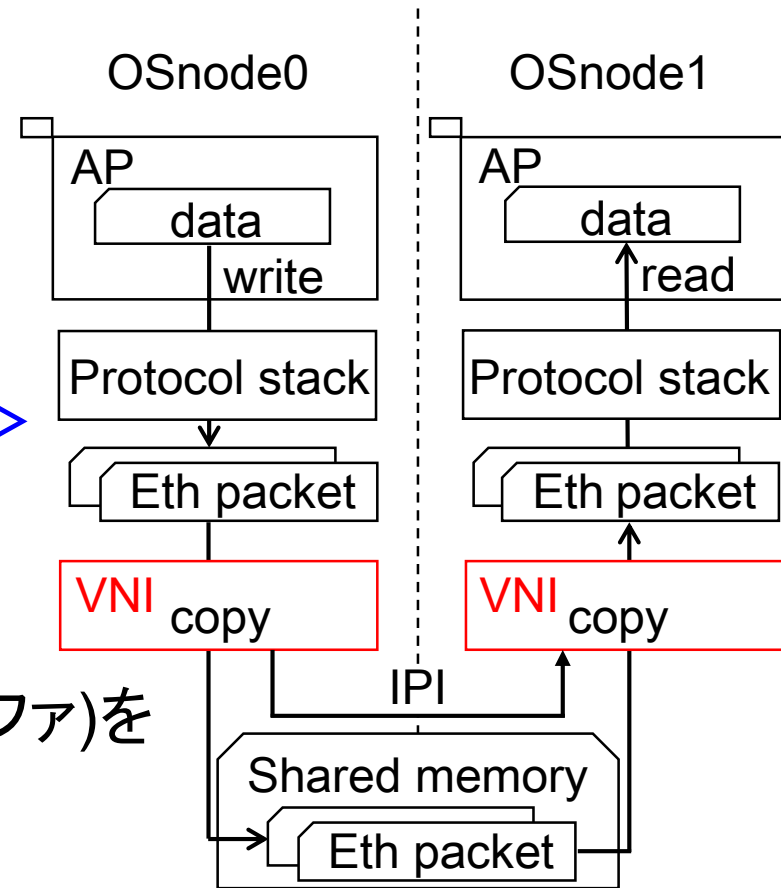 OSnode0
OSnode1
AP
data
write
AP
data
read
Protocol stack
Protocol stack
Eth packet
Eth packet
VNI
copy
VNI
copy
IPI
ファ)を
Shared memory
Eth packet